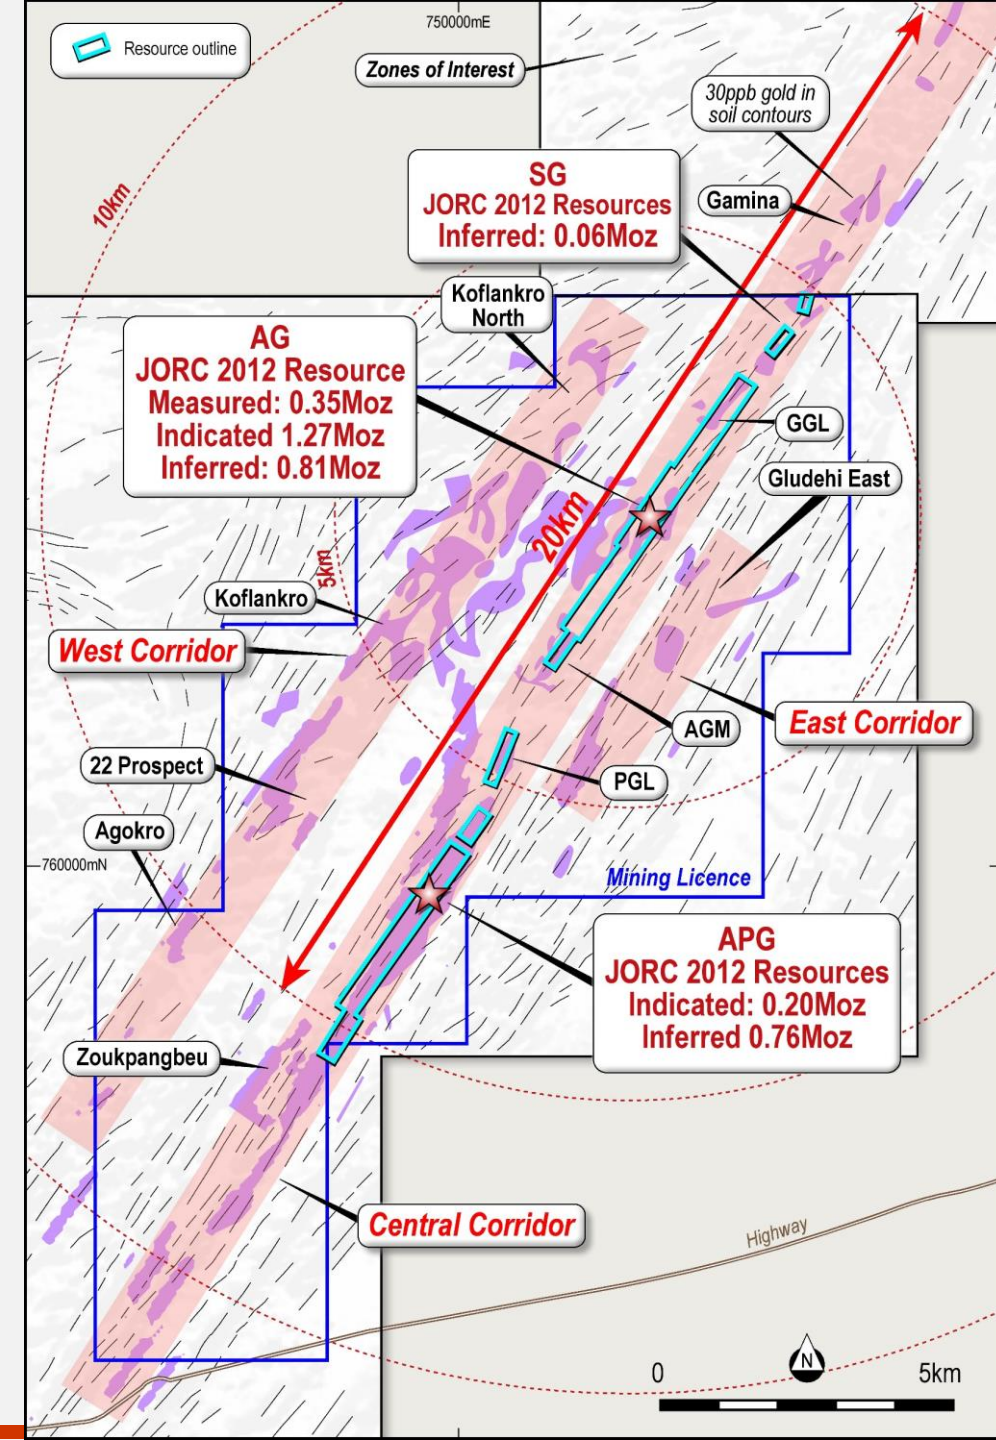 750000mE
Resource outline
Zones of Interest
30ppb gold in
soil contours
10km
SG
JORC 2012 Resources
Inferred: 0.06Moz
Gamina
Koflankro
North
AG
JORC 2012 Resource
Measured: 0.35Moz
Indicated 1.27Moz
Inferred: 0.81Moz
GGL
Gludehi East
20km
5km
Koflankro
West Corridor
East Corridor
AGM
22 Prospect
PGL
Agokro
760000mN
Mining Licence
APG
JORC 2012 Resources
Indicated: 0.20Moz
Inferred 0.76Moz
Zoukpangbeu
Central Corridor
Highway
N
0
5km